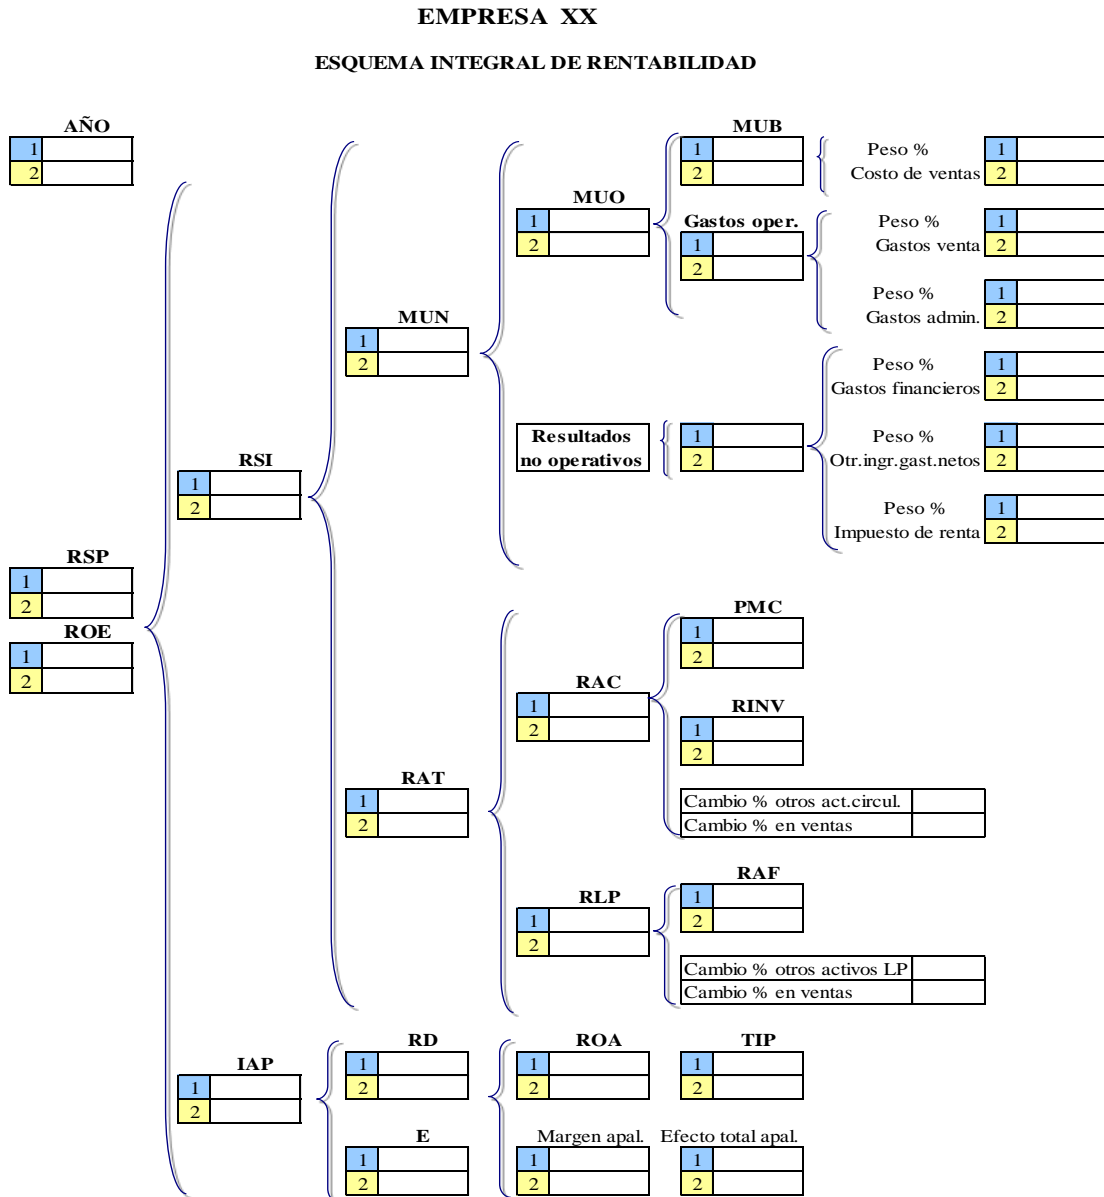 EMPRESA XX
ESQUEMA INTEGRAL DE RENTABILIDAD
AÑO
1
2
MUB
1
2
Peso %
Costo de ventas
1
2
MUO
1
2
Gastos oper.
1
2
Peso %
Gastos venta
1
2
Peso %
Gastos admin.
1
2
MUN
1
2
Peso %
Gastos financieros
1
2
Resultados
no operativos
1
2
Peso %
Otr.ingr.gast.netos
1
2
Peso %
Impuesto de renta
1
2
RSI
1
2
RSP
1
2
ROE
1
2
PMC
1
2
RAC
1
2
RINV
1
2
RAT
1
2
Cambio % otros act.circul.
Cambio % en ventas
RAF
1
2
RLP
1
2
Cambio % otros activos LP
Cambio % en ventas
IAP
1
2
RD
1
2
ROA
1
2
TIP
1
2
E
1
2
Margen apal.
1
2
Efecto total apal.
1
2